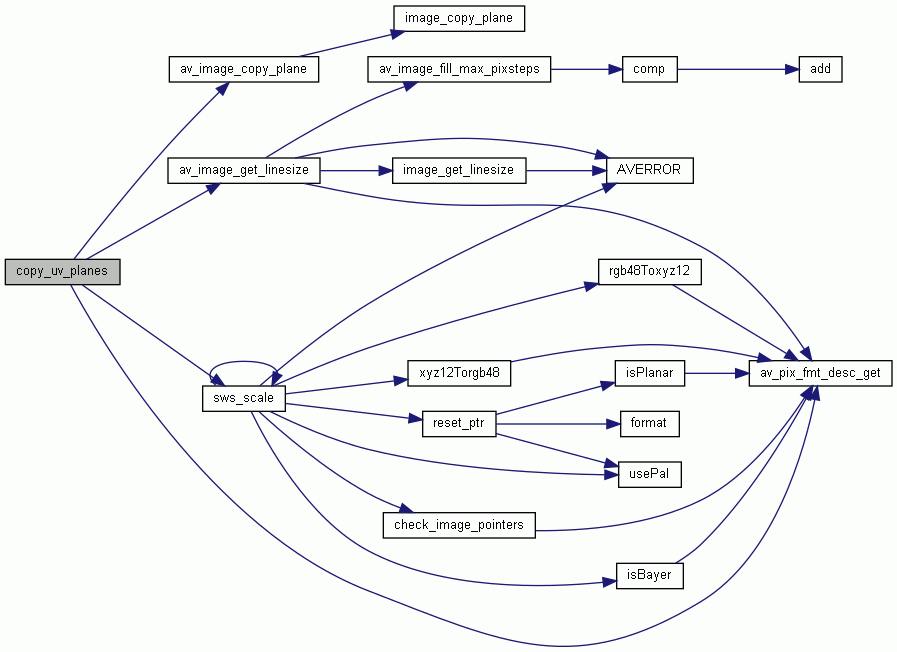 image_copy_plane
av_image_copy_plane
av_image_fill_max_pixsteps
comp
add
av_image_get_linesize
image_get_linesize
AVERROR
copy_uv_planes
rgb48Toxyz12
xyz12Torgb48
isPlanar
av_pix_fmt_desc_get
sws_scale
reset_ptr
format
usePal
check_image_pointers
isBayer